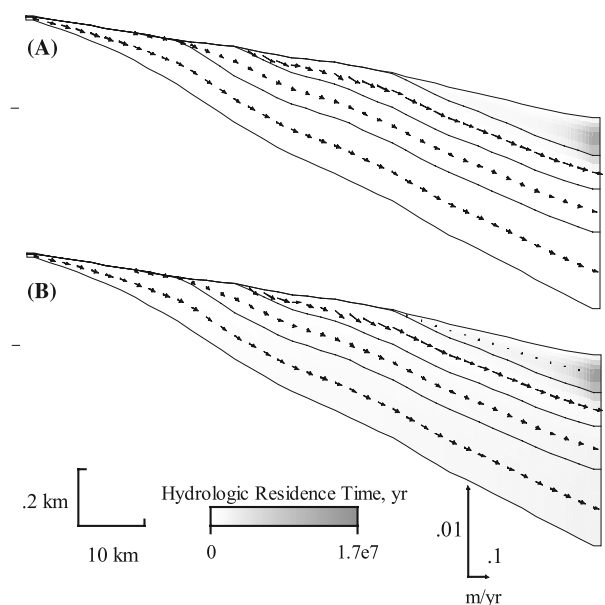 (A)
(B)
.2 km
10 km
Hydrologic Residence Time, yr
0
1.7e7
.01
.1
m/yr